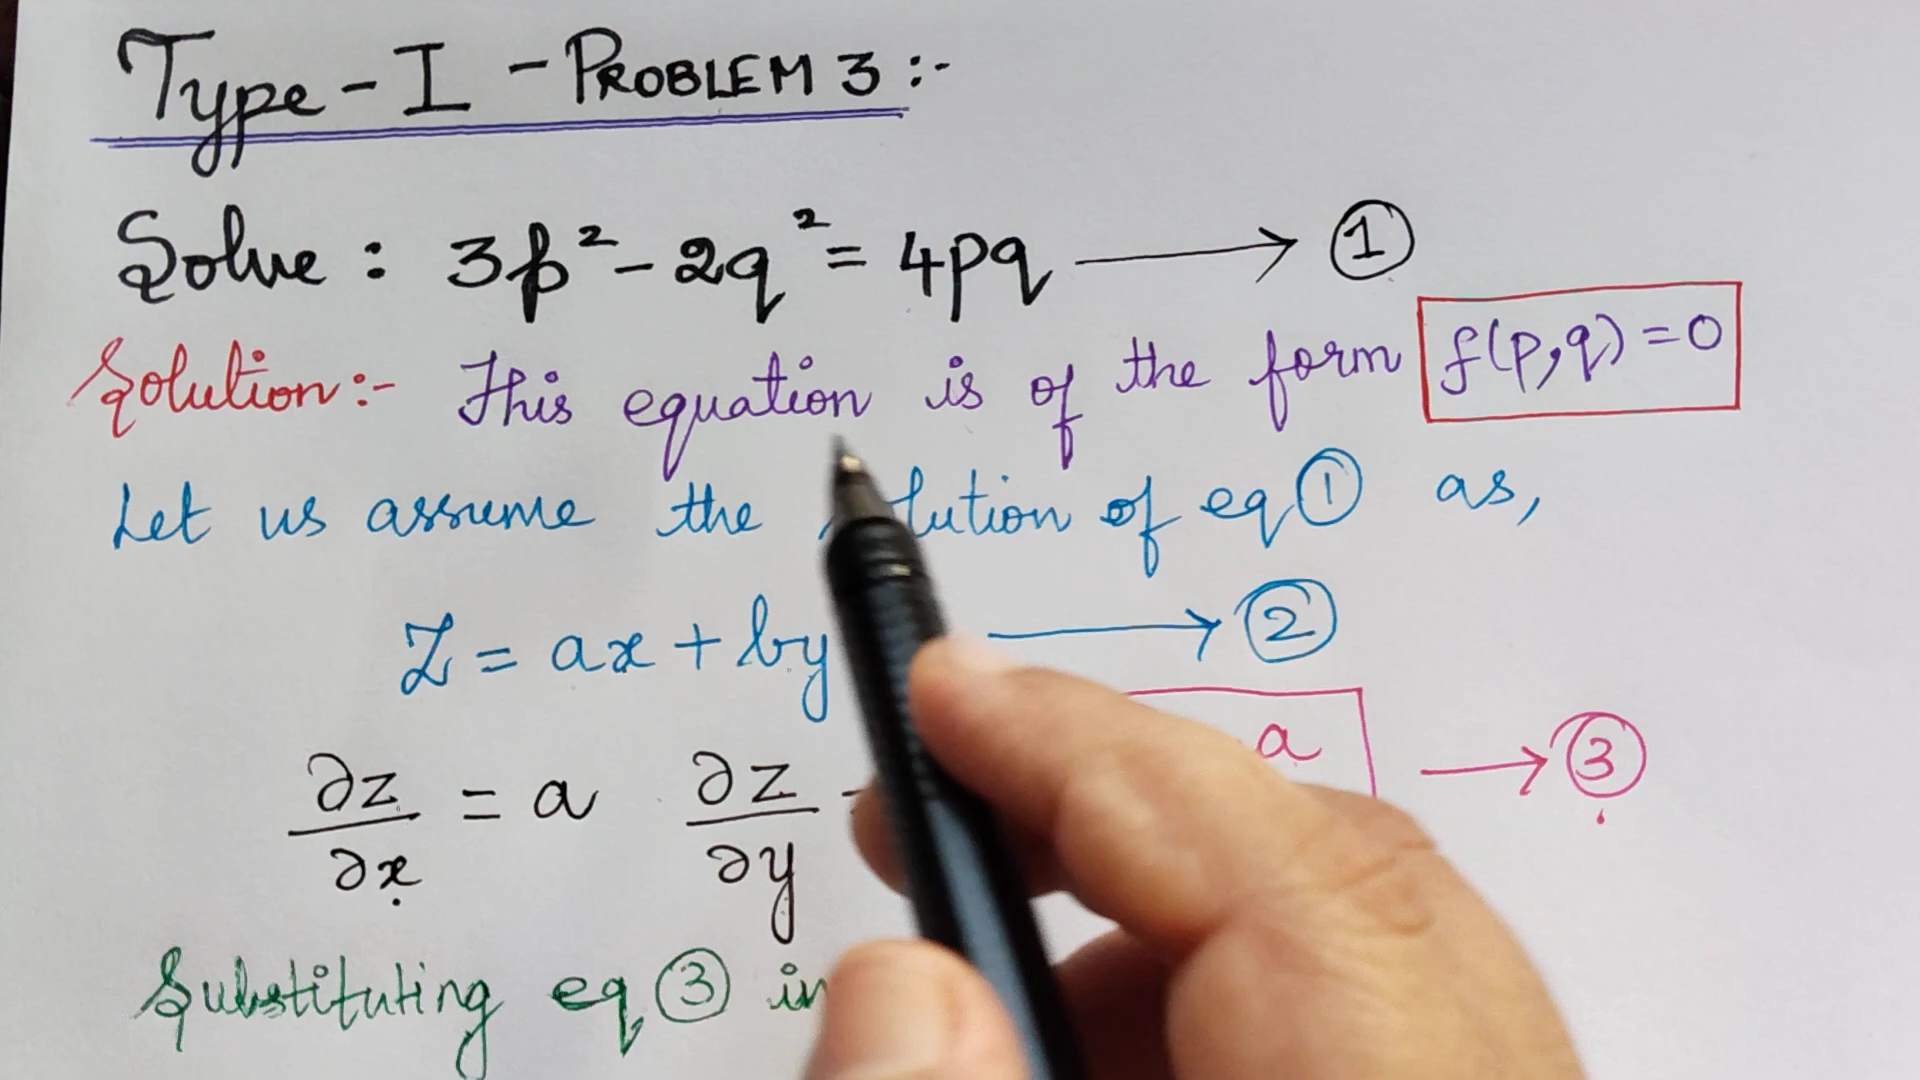 Type - I - PROBLEM 3 :-
Solve : 3p² - 2q² = 4pq → ①
Solution :- This equation is of the form f(p,q) = 0
Let us assume the of eq ① as,
Z = ax + by → ②
∂z/∂x = a ∂z/∂y a → ③
Substituting eq ③ in